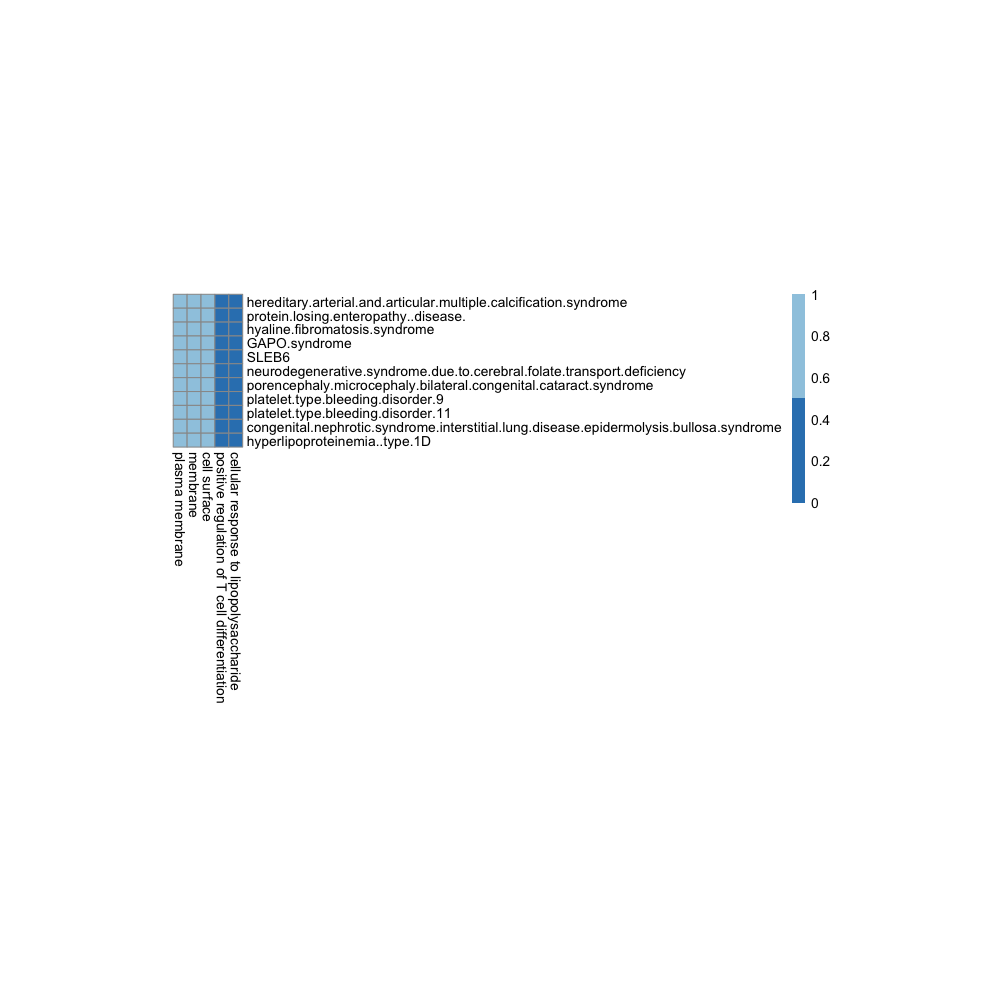 hereditary.arterial.and.articular.multiple.calcification.syndrome
protein.losing.enteropathy..disease.
hyaline.fibromatosis.syndrome
GAPO.syndrome
SLEB6
neurodegenerative.syndrome.due.to.cerebral.folate.transport.deficiency
porencephaly.microcephaly.bilateral.congenital.cataract.syndrome
platelet.type.bleeding.disorder.9
platelet.type.bleeding.disorder.11
congenital.nephrotic.syndrome.interstitial.lung.disease.epidermolysis.bullosa.syndrome
hyperlipoproteinemia..type.1D
plasma membrane
membrane
cell surface
positive regulation of T cell differentiation
cellular response to lipopolysaccharide
1
0.8
0.6
0.4
0.2
0